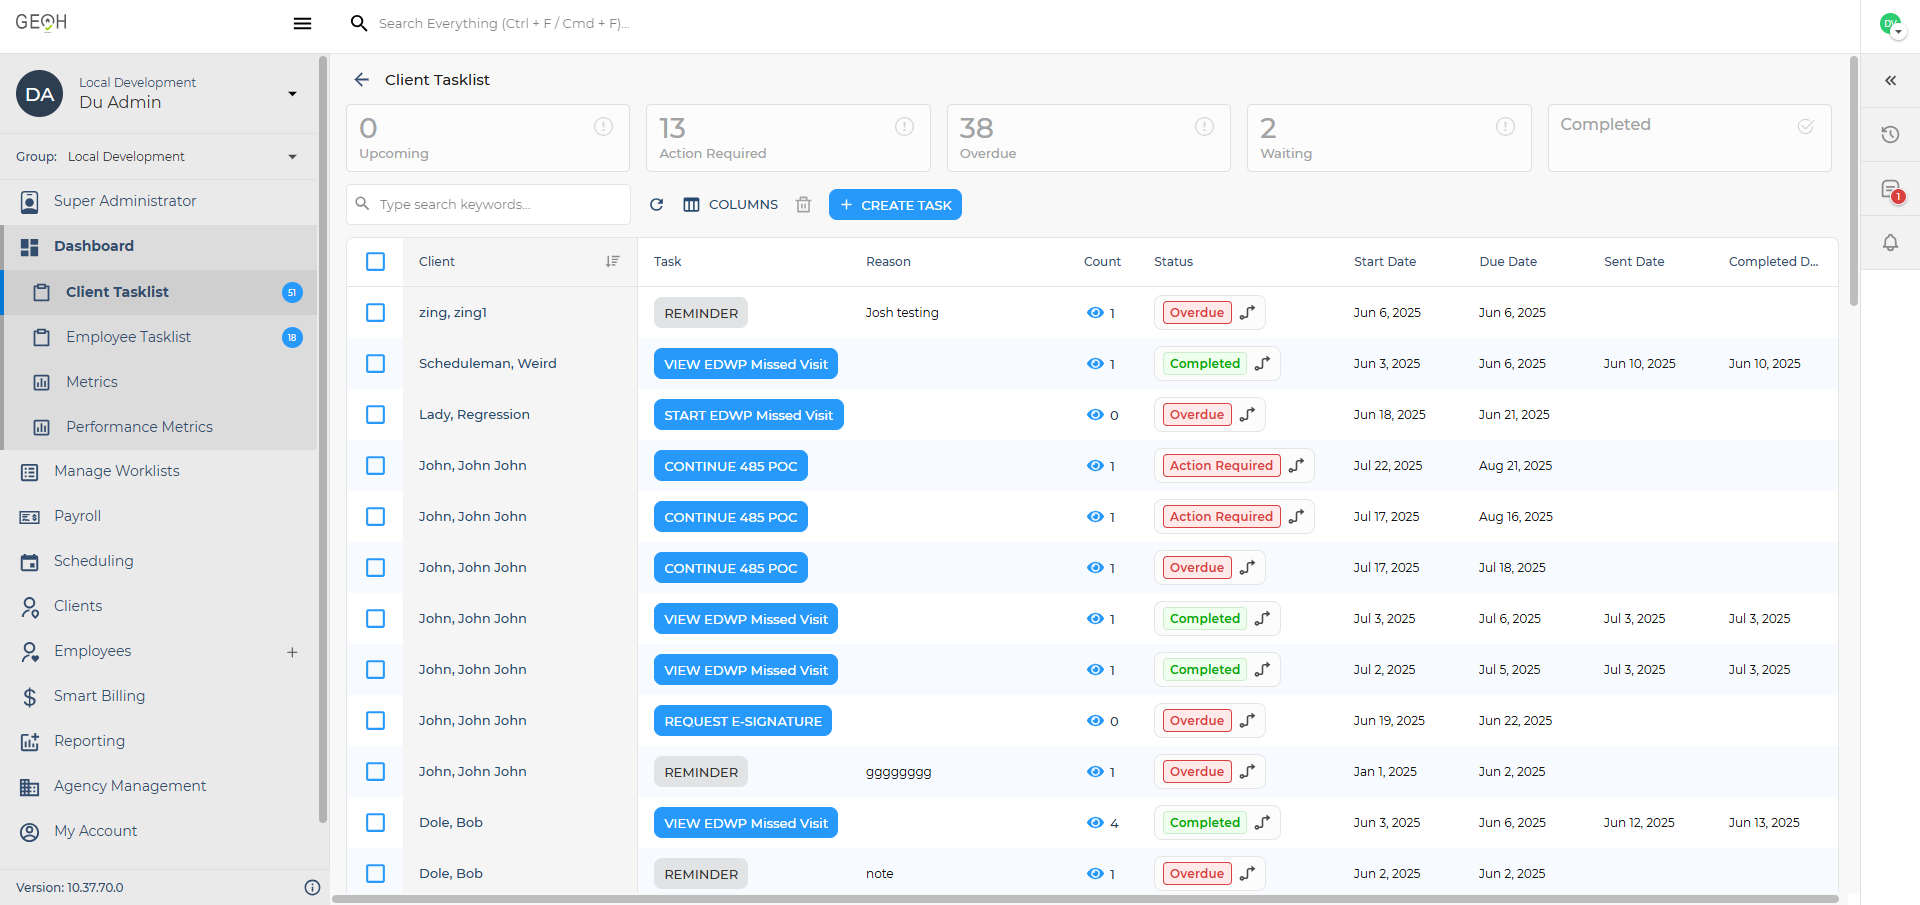 GEOH
Search Everything (Ctrl + F / Cmd + F)...
DV
DA
Local Development
Du Admin
Group: Local Development
Super Administrator
Dashboard
Client Tasklist 51
Employee Tasklist 18
Metrics
Performance Metrics
Manage Worklists
Payroll
Scheduling
Clients
Employees
Smart Billing
Reporting
Agency Management
My Account
Version: 10.37.70.0
Client Tasklist
0
Upcoming
13
Action Required
38
Overdue
2
Waiting
Completed
Type search keywords...
COLUMNS
+ CREATE TASK
1
Client Task Reason Count Status Start Date Due Date Sent Date Completed D...
zing, zing1 REMINDER Josh testing 1 Overdue Jun 6, 2025 Jun 6, 2025
Scheduleman, Weird VIEW EDWP Missed Visit 1 Completed Jun 3, 2025 Jun 6, 2025 Jun 10, 2025 Jun 10, 2025
Lady, Regression START EDWP Missed Visit 0 Overdue Jun 18, 2025 Jun 21, 2025
John, John John CONTINUE 485 POC 1 Action Required Jul 22, 2025 Aug 21, 2025
John, John John CONTINUE 485 POC 1 Action Required Jul 17, 2025 Aug 16, 2025
John, John John CONTINUE 485 POC 1 Overdue Jul 17, 2025 Jul 18, 2025
John, John John VIEW EDWP Missed Visit 1 Completed Jul 3, 2025 Jul 6, 2025 Jul 3, 2025 Jul 3, 2025
John, John John VIEW EDWP Missed Visit 1 Completed Jul 2, 2025 Jul 5, 2025 Jul 3, 2025 Jul 3, 2025
John, John John REQUEST E-SIGNATURE 0 Overdue Jun 19, 2025 Jun 22, 2025
John, John John REMINDER gggggggg 1 Overdue Jan 1, 2025 Jun 2, 2025
Dole, Bob VIEW EDWP Missed Visit 4 Completed Jun 3, 2025 Jun 6, 2025 Jun 12, 2025 Jun 13, 2025
Dole, Bob REMINDER note 1 Overdue Jun 2, 2025 Jun 2, 2025